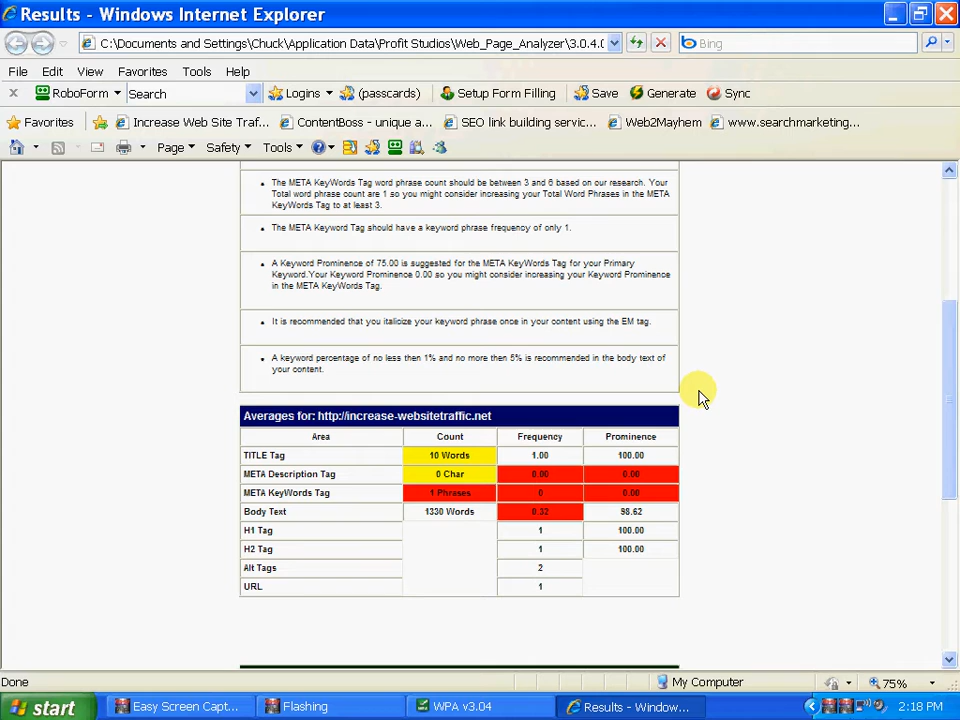 Results - Windows Internet Explorer
C:\Documents and Settings\Chuck\Application Data\Profit Studios\Web_Page_Analyzer\3.0.4.0
Bing
File Edit View Favorites Tools Help
RoboForm Search Logins (passcards) Setup Form Filling Save Generate Sync
Favorites Increase Web Site Traf... ContentBoss - unique a... SEO link building servic... Web2Mayhem www.searchmarketing...
Page Safety Tools
The META KeyWords Tag word phrase count should be between 3 and 6 based on our research. Your
Total word phrase count are 1 so you might consider increasing your Total Word Phrases in the META
KeyWords Tag to at least 3.
The META Keyword Tag should have a keyword phrase frequency of only 1.
A Keyword Prominence of 75.00 is suggested for the META KeyWords Tag for your Primary
Keyword.Your Keyword Prominence 0.00 so you might consider increasing your Keyword Prominence
in the META KeyWords Tag.
It is recommended that you italicize your keyword phrase once in your content using the EM tag.
A keyword percentage of no less then 1% and no more then 5% is recommended in the body text of
your content.
Averages for: http://increase-websitetraffic.net
Area Count Frequency Prominence
TITLE Tag 10 Words 1.00 100.00
META Description Tag 0 Char 0.00 0.00
META KeyWords Tag 1 Phrases 0 0.00
Body Text 1330 Words 0.32 98.62
H1 Tag 1 100.00
H2 Tag 1 100.00
Alt Tags 2
URL 1
Done My Computer 75%
start Easy Screen Capt... Flashing WPA v3.04 Results - Window... 2:18 PM